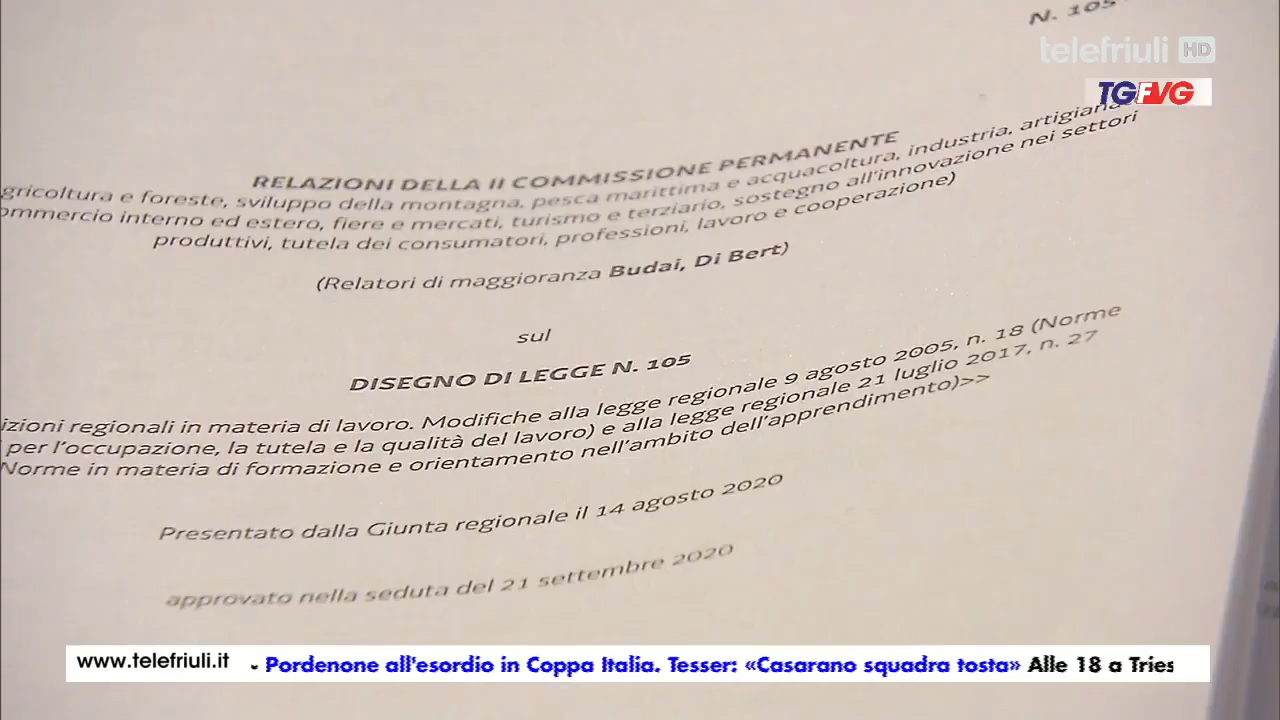 N. 105
telefriuli HD
TGFVG
RELAZIONI DELLA II COMMISSIONE PERMANENTE
gricoltura e foreste, sviluppo della montagna, pesca marittima e acquacoltura, industria, artigiana
ommercio interno ed estero, fiere e mercati, turismo e terziario, sostegno all'innovazione nei settori
produttivi, tutela dei consumatori, professioni, lavoro e cooperazione)
(Relatori di maggioranza Budai, Di Bert)
sul
DISEGNO DI LEGGE N. 105
izioni regionali in materia di lavoro. Modifiche alla legge regionale 9 agosto 2005, n. 18 (Norme
per l'occupazione, la tutela e la qualità del lavoro) e alla legge regionale 21 luglio 2017, n. 27
Norme in materia di formazione e orientamento nell'ambito dell'apprendimento)>>
Presentato dalla Giunta regionale il 14 agosto 2020
approvato nella seduta del 21 settembre 2020
www.telefriuli.it - Pordenone all'esordio in Coppa Italia. Tesser: «Casarano squadra tosta» Alle 18 a Tries